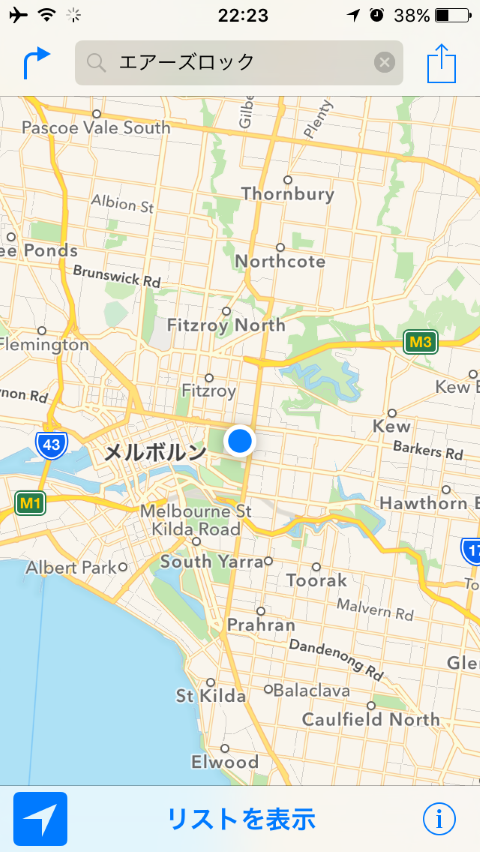 22:23
38%
エアーズロック
Gilbe
Plenty
Pascoe Vale South
Thornbury
Albion St
ee Ponds
Northcote
Brunswick Rd
Fitzroy North
Flemington
M3
Fitzroy
Kew E
rnon Rd
Kew
43
メルボルン
Barkers Rd
M1
Hawthorn E
Melbourne St
Kilda Road
17
Albert Park
South Yarra
Toorak
To
Malvern Rd
Prahran
Dandenong Rd
Glen
St Kilda
Balaclava
Caulfield North
Elwood
リストを表示
i